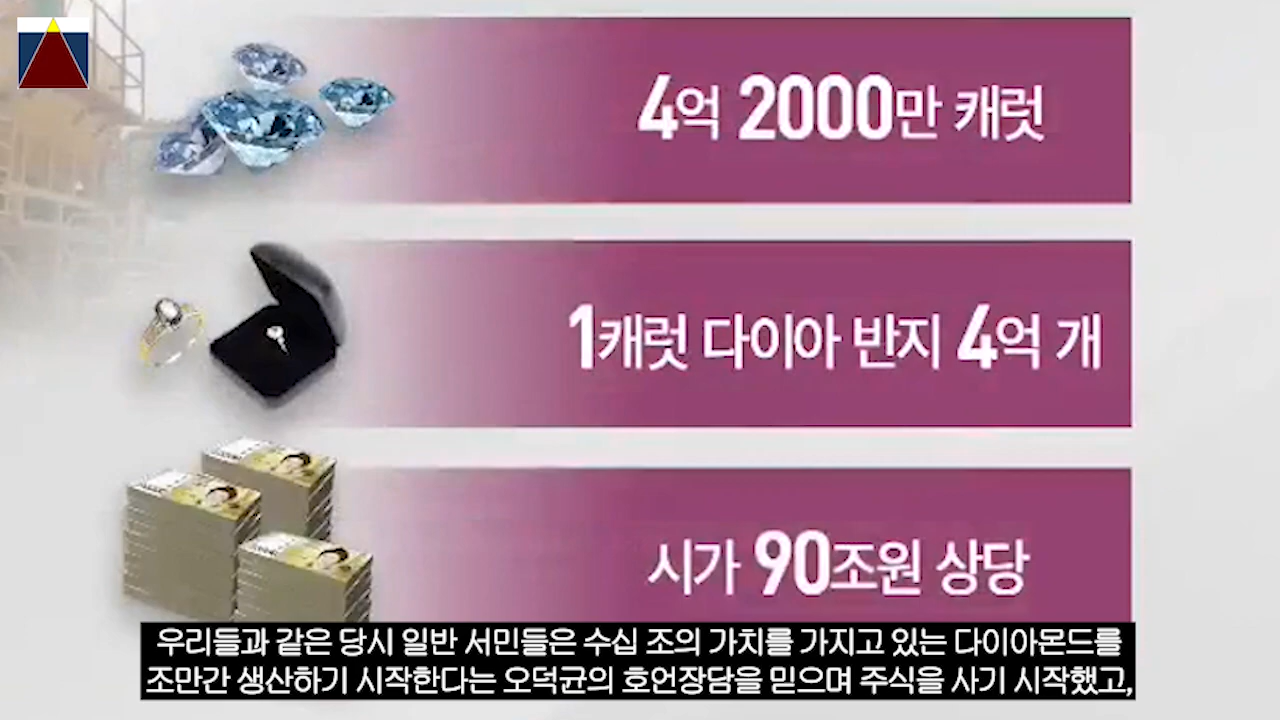 4억 2000만 캐럿
1캐럿 다이아 반지 4억 개
시가 90조원 상당
우리들과 같은 당시 일반 서민들은 수십 조의 가치를 가지고 있는 다이아몬드를
조만간 생산하기 시작한다는 오덕균의 호언장담을 믿으며 주식을 사기 시작했고,